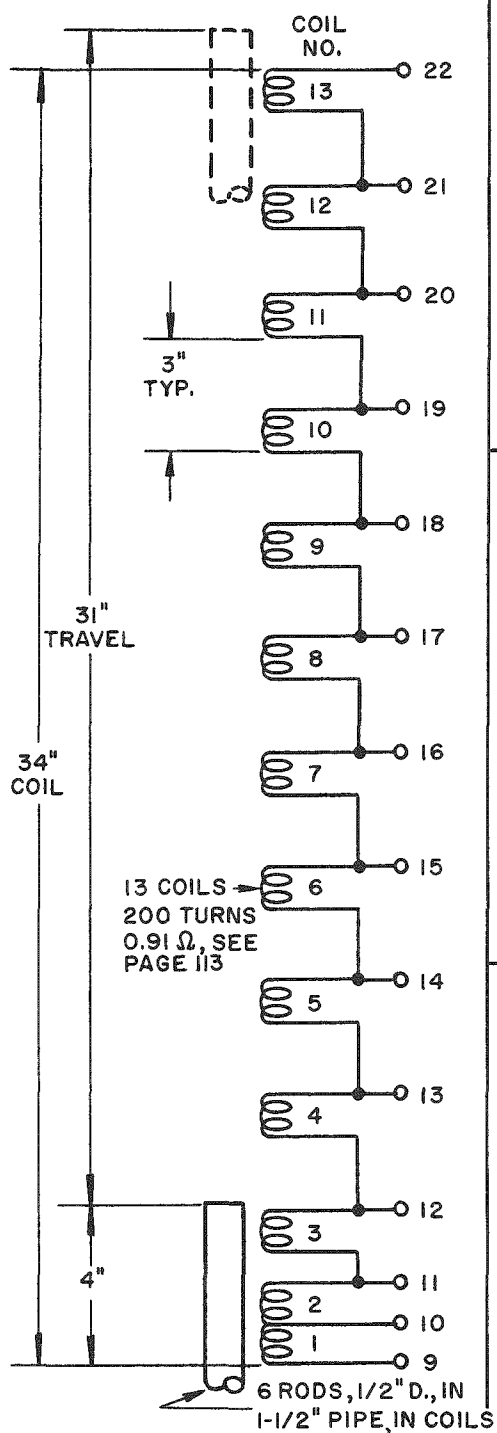 COIL
NO.
22
13
21
12
20
11
3"
TYP.
19
10
18
9
17
8
31"
TRAVEL
16
7
34"
COIL
15
13 COILS
6
200 TURNS
0.91 Ω, SEE
PAGE 113
14
5
13
4
12
3
4"
11
2
10
1
9
6 RODS, 1/2" D., IN
1-1/2" PIPE, IN COILS